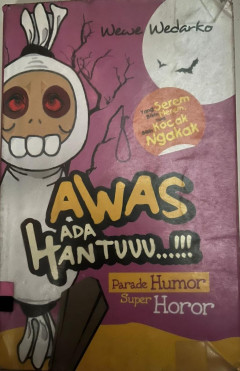 Wewe Wedarko
Serem
Kocak
Ngakak
AWAS
ADA
HANTUUU...!!!
Parade Humor
Super Horor